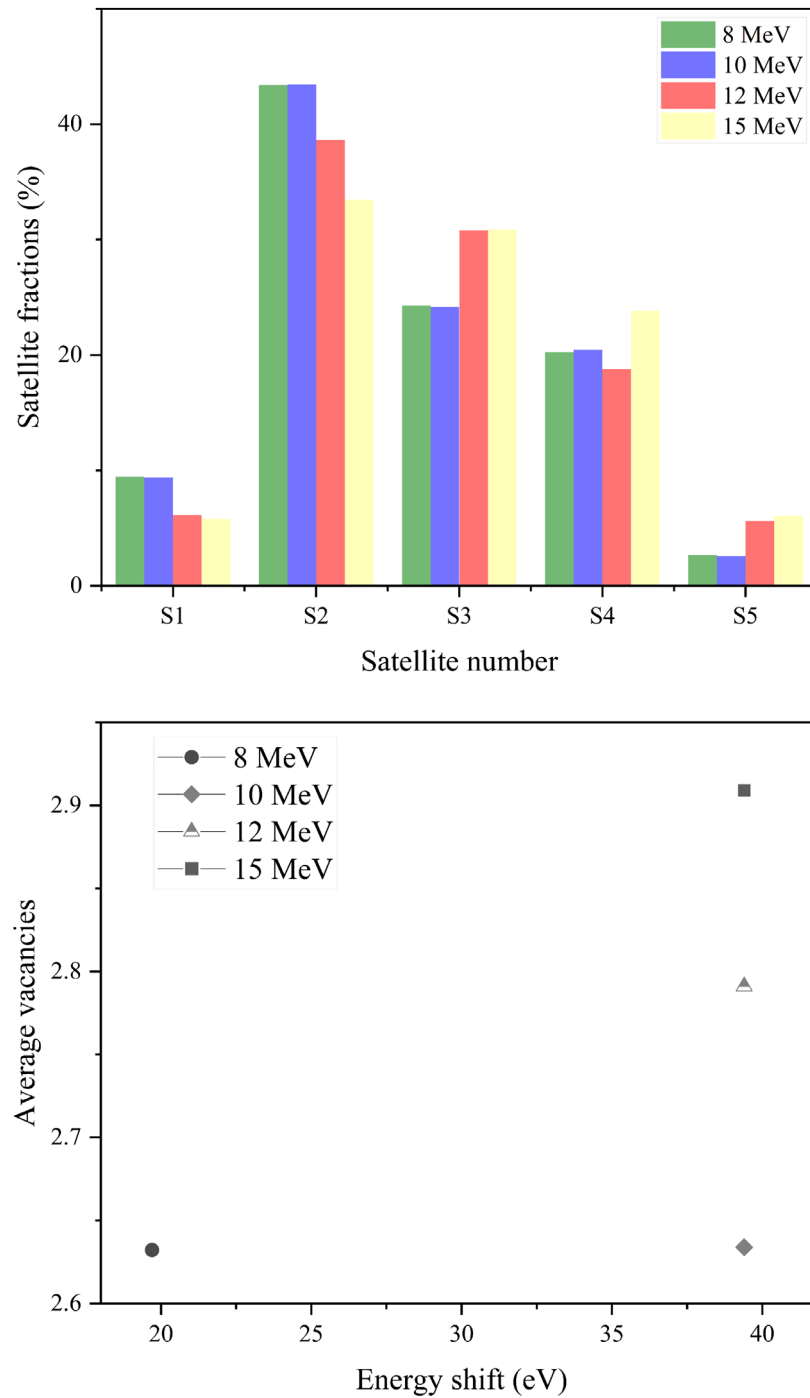 8 MeV
10 MeV
12 MeV
15 MeV
Satellite fractions (%)
40
20
0
S1 S2 S3 S4 S5
Satellite number
8 MeV
10 MeV
12 MeV
15 MeV
Average vacancies
2.9
2.8
2.7
2.6
20 25 30 35 40
Energy shift (eV)